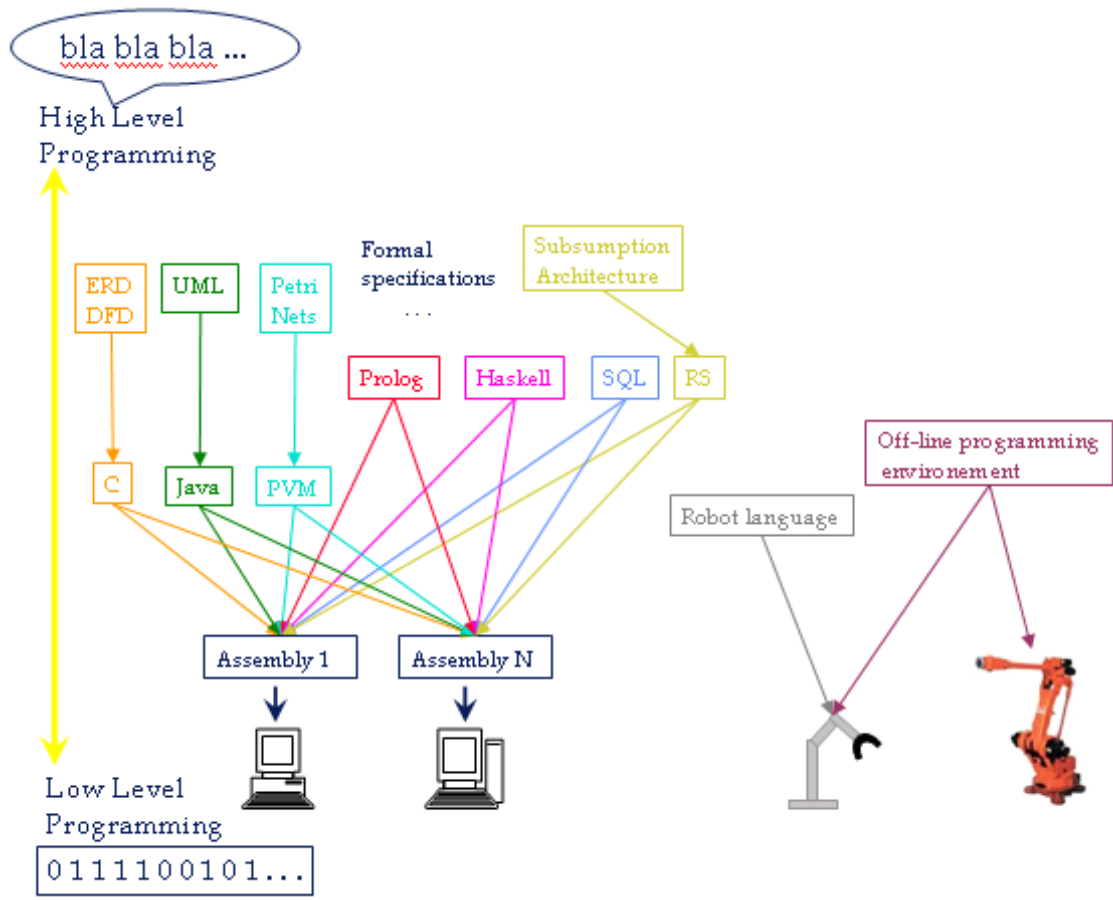 bla bla bla ...
High Level
Programming
ERD
DFD
UML
Petri
Nets
Formal
specifications
. . .
Subsumption
Architecture
Prolog
Haskell
SQL
RS
C
Java
PVM
Off-line programming
environement
Robot language
Assembly 1
Assembly N
Low Level
Programming
0111100101...